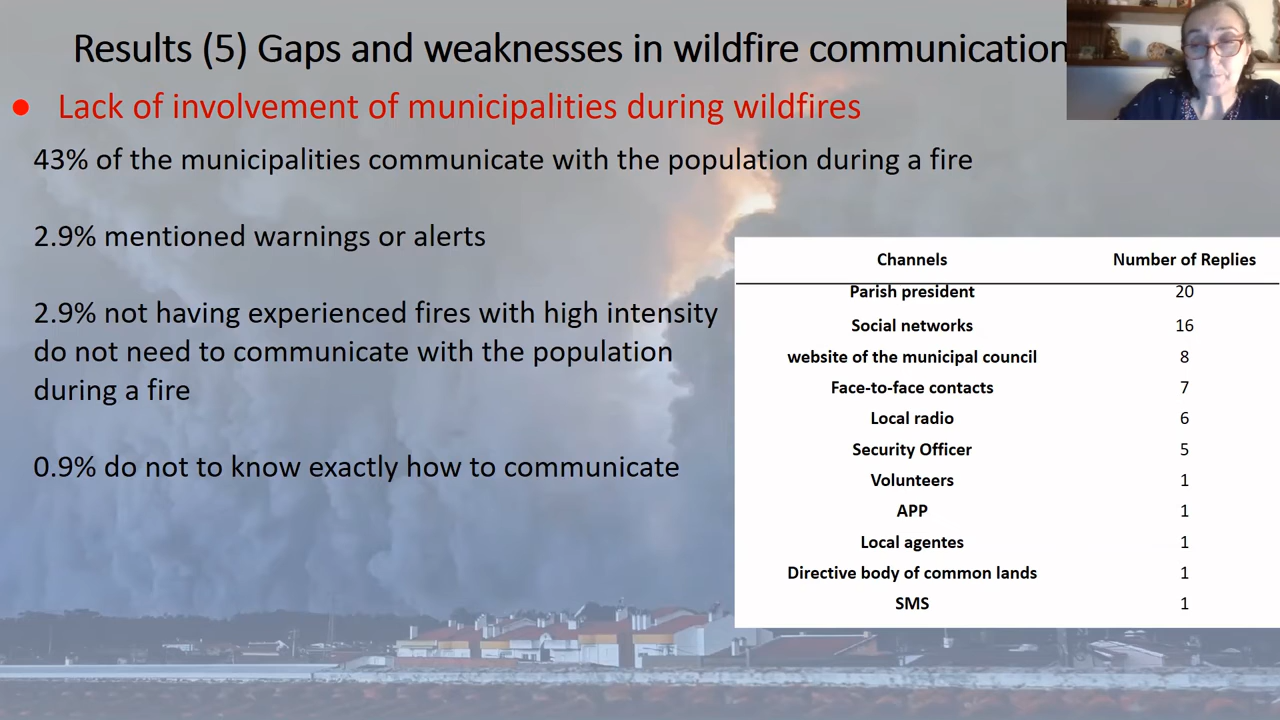 Results (5) Gaps and weaknesses in wildfire communication
● Lack of involvement of municipalities during wildfires
43% of the municipalities communicate with the population during a fire
2.9% mentioned warnings or alerts
2.9% not having experienced fires with high intensity
do not need to communicate with the population
during a fire
0.9% do not to know exactly how to communicate
Channels Number of Replies
Parish president 20
Social networks 16
website of the municipal council 8
Face-to-face contacts 7
Local radio 6
Security Officer 5
Volunteers 1
APP 1
Local agentes 1
Directive body of common lands 1
SMS 1